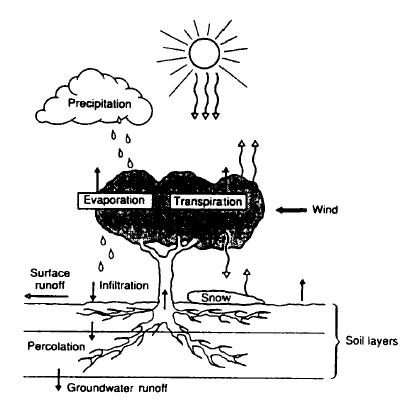 Precipitation
Evaporation
Transpiration
Wind
Surface
runoff
Infiltration
Snow
Percolation
Soil layers
Groundwater runoff